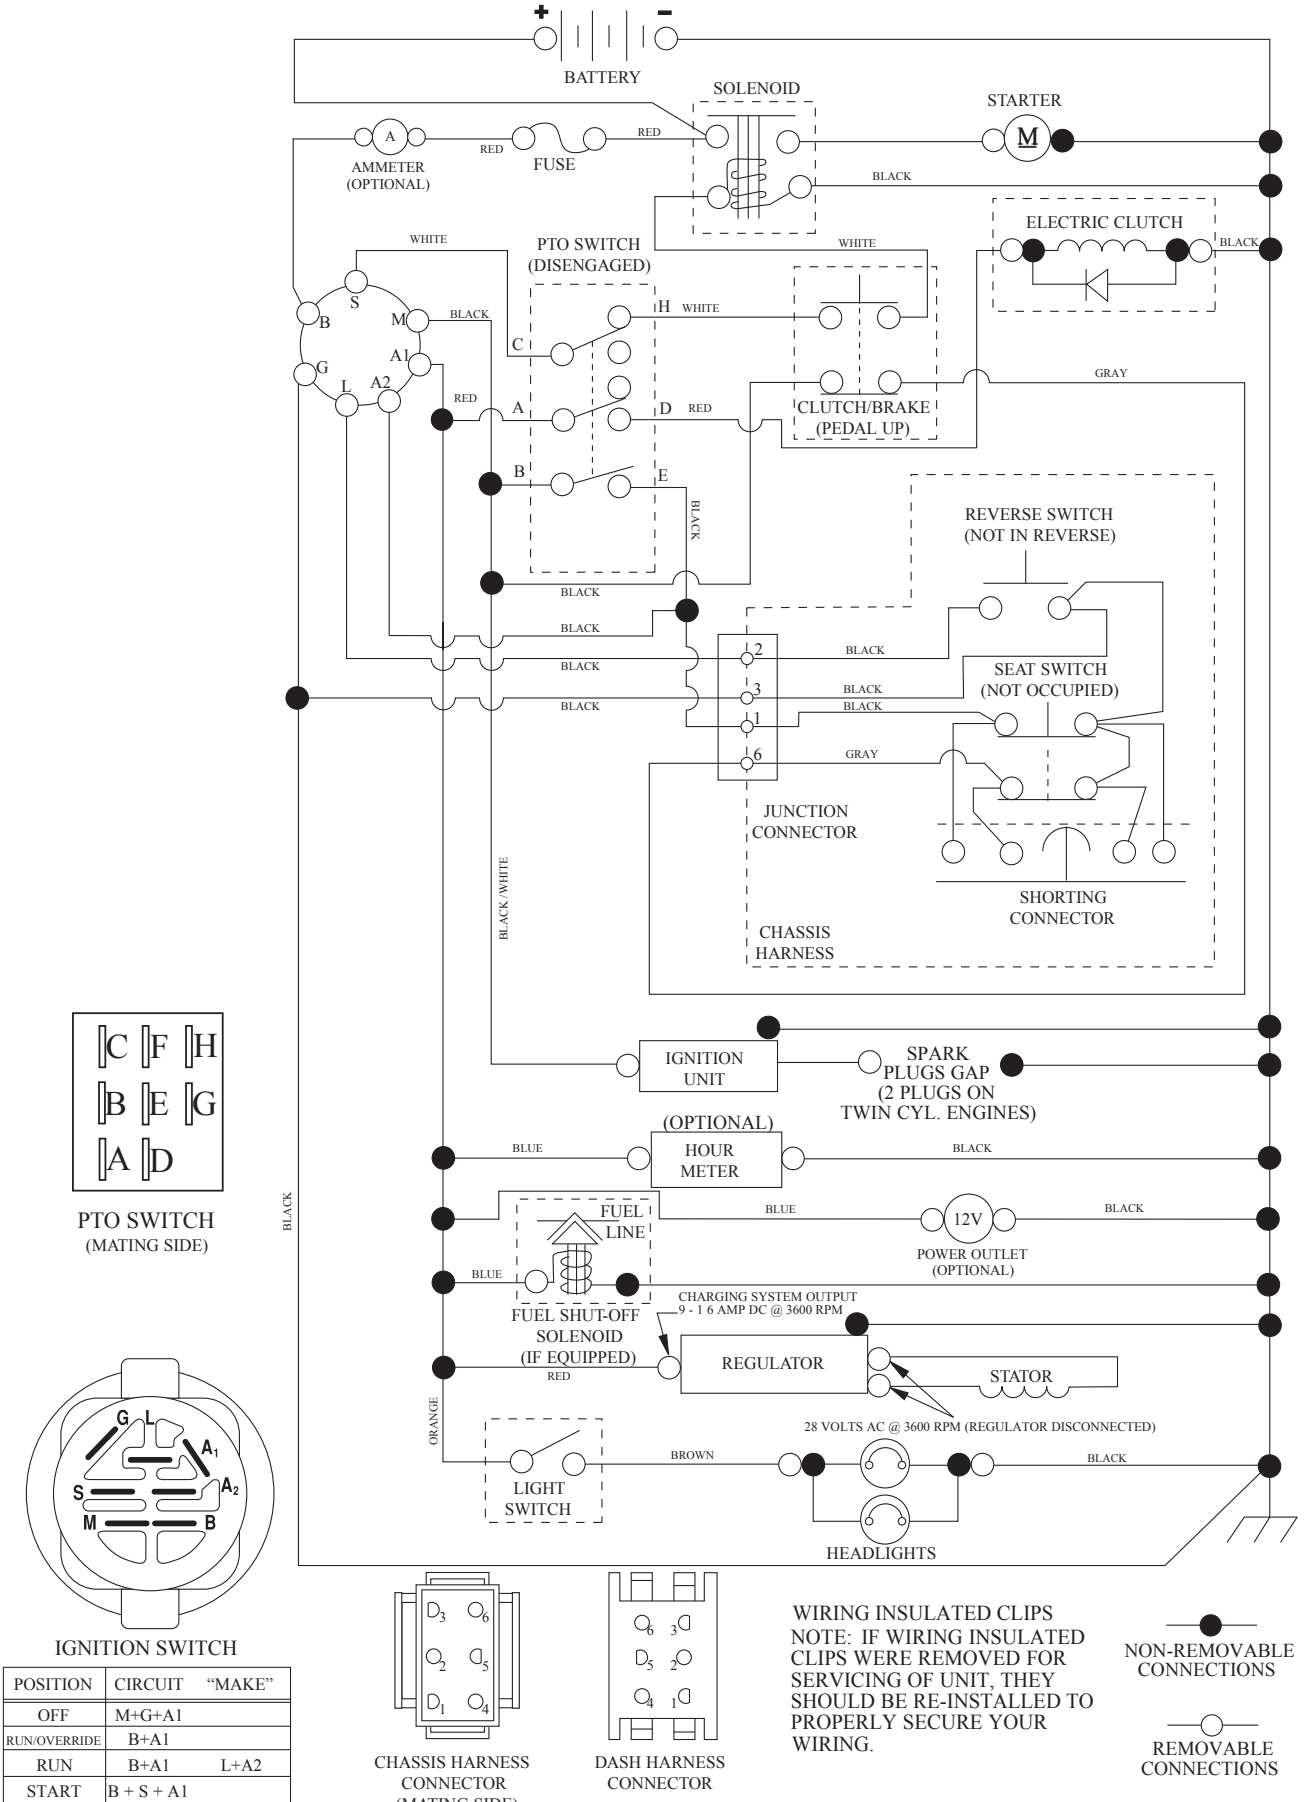 + −
BATTERY
SOLENOID
STARTER
A
RED
FUSE
RED
M
AMMETER
(OPTIONAL)
BLACK
ELECTRIC CLUTCH
WHITE
PTO SWITCH
(DISENGAGED)
WHITE
BLACK
S
B
M
BLACK
H
WHITE
C
G
A1
L
A2
RED
A
D
RED
CLUTCH/BRAKE
(PEDAL UP)
GRAY
B
E
BLACK
REVERSE SWITCH
(NOT IN REVERSE)
BLACK
BLACK
2
BLACK
BLACK
SEAT SWITCH
(NOT OCCUPIED)
3
BLACK
BLACK
BLACK
1
6
GRAY
JUNCTION
CONNECTOR
BLACK /WHITE
SHORTING
CONNECTOR
CHASSIS
HARNESS
C F H
B E G
A D
PTO SWITCH
(MATING SIDE)
BLACK
IGNITION
UNIT
SPARK
PLUGS GAP
(2 PLUGS ON
TWIN CYL. ENGINES)
(OPTIONAL)
BLUE
HOUR
METER
BLACK
FUEL
LINE
BLUE
12V
BLACK
POWER OUTLET
(OPTIONAL)
BLUE
CHARGING SYSTEM OUTPUT
9 - 1 6 AMP DC @ 3600 RPM
FUEL SHUT-OFF
SOLENOID
(IF EQUIPPED)
RED
REGULATOR
STATOR
28 VOLTS AC @ 3600 RPM (REGULATOR DISCONNECTED)
ORANGE
BROWN
BLACK
LIGHT
SWITCH
HEADLIGHTS
G L
A1
S
A2
M
B
IGNITION SWITCH
POSITION CIRCUIT “MAKE”
OFF M+G+A1
RUN/OVERRIDE B+A1
RUN B+A1 L+A2
START B + S + A1
3 6
2 5
1 4
CHASSIS HARNESS
CONNECTOR
(MATING SIDE)
6 3
5 2
4 1
DASH HARNESS
CONNECTOR
WIRING INSULATED CLIPS
NOTE: IF WIRING INSULATED
CLIPS WERE REMOVED FOR
SERVICING OF UNIT, THEY
SHOULD BE RE-INSTALLED TO
PROPERLY SECURE YOUR
WIRING.
NON-REMOVABLE
CONNECTIONS
REMOVABLE
CONNECTIONS